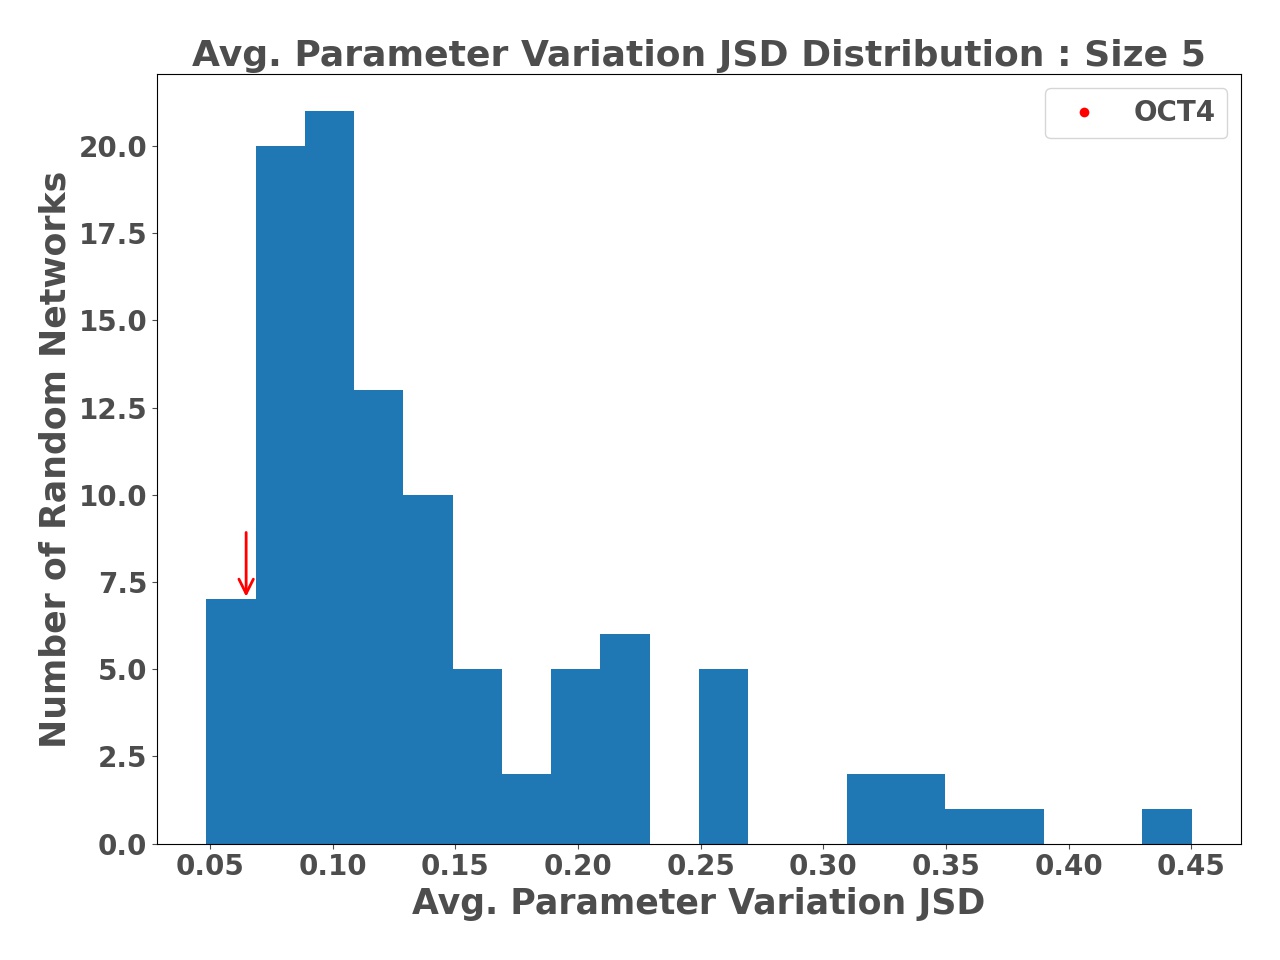 Avg. Parameter Variation JSD Distribution : Size 5
OCT4
Number of Random Networks
20.0
17.5
15.0
12.5
10.0
7.5
5.0
2.5
0.0
0.05 0.10 0.15 0.20 0.25 0.30 0.35 0.40 0.45
Avg. Parameter Variation JSD